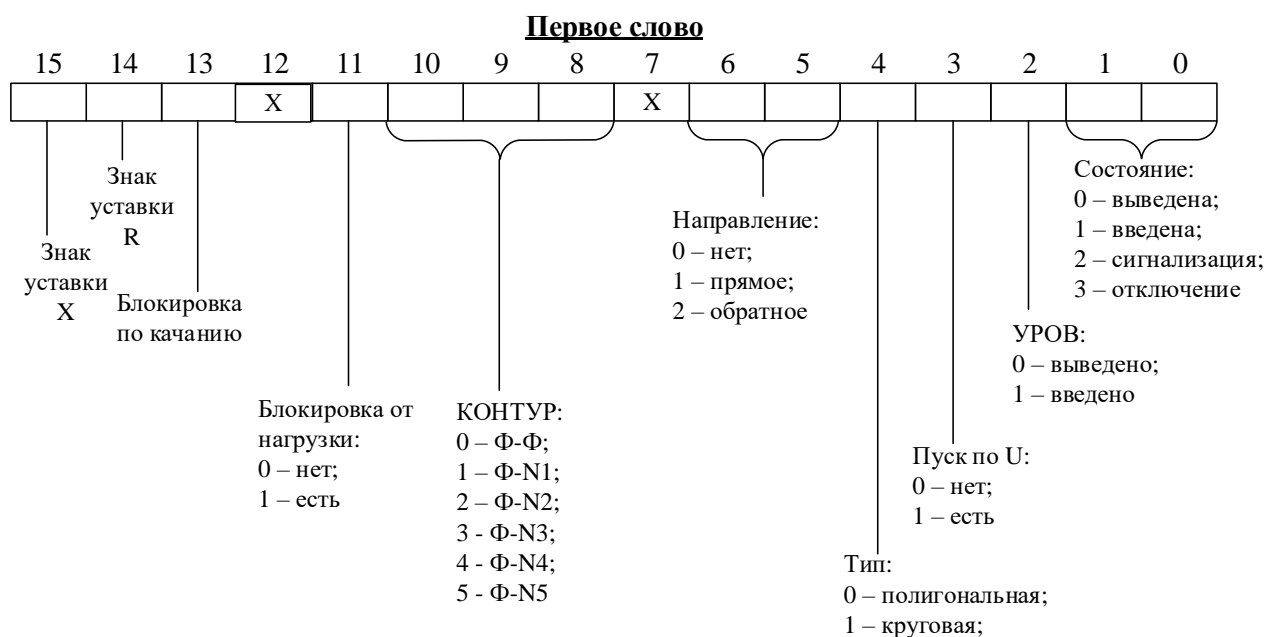 Первое слово
15 14 13 12 11 10 9 8 7 6 5 4 3 2 1 0
X X
Знак
уставки
X
Знак
уставки
R
Блокировка
по качанию
Блокировка от
нагрузки:
0 – нет;
1 – есть
КОНТУР:
0 – Ф-Ф;
1 – Ф-N1;
2 – Ф-N2;
3 - Ф-N3;
4 - Ф-N4;
5 - Ф-N5
Направление:
0 – нет;
1 – прямое;
2 – обратное
Тип:
0 – полигональная;
1 – круговая;
Пуск по U:
0 – нет;
1 – есть
УРОВ:
0 – выведено;
1 – введено
Состояние:
0 – выведена;
1 – введена;
2 – сигнализация;
3 – отключение